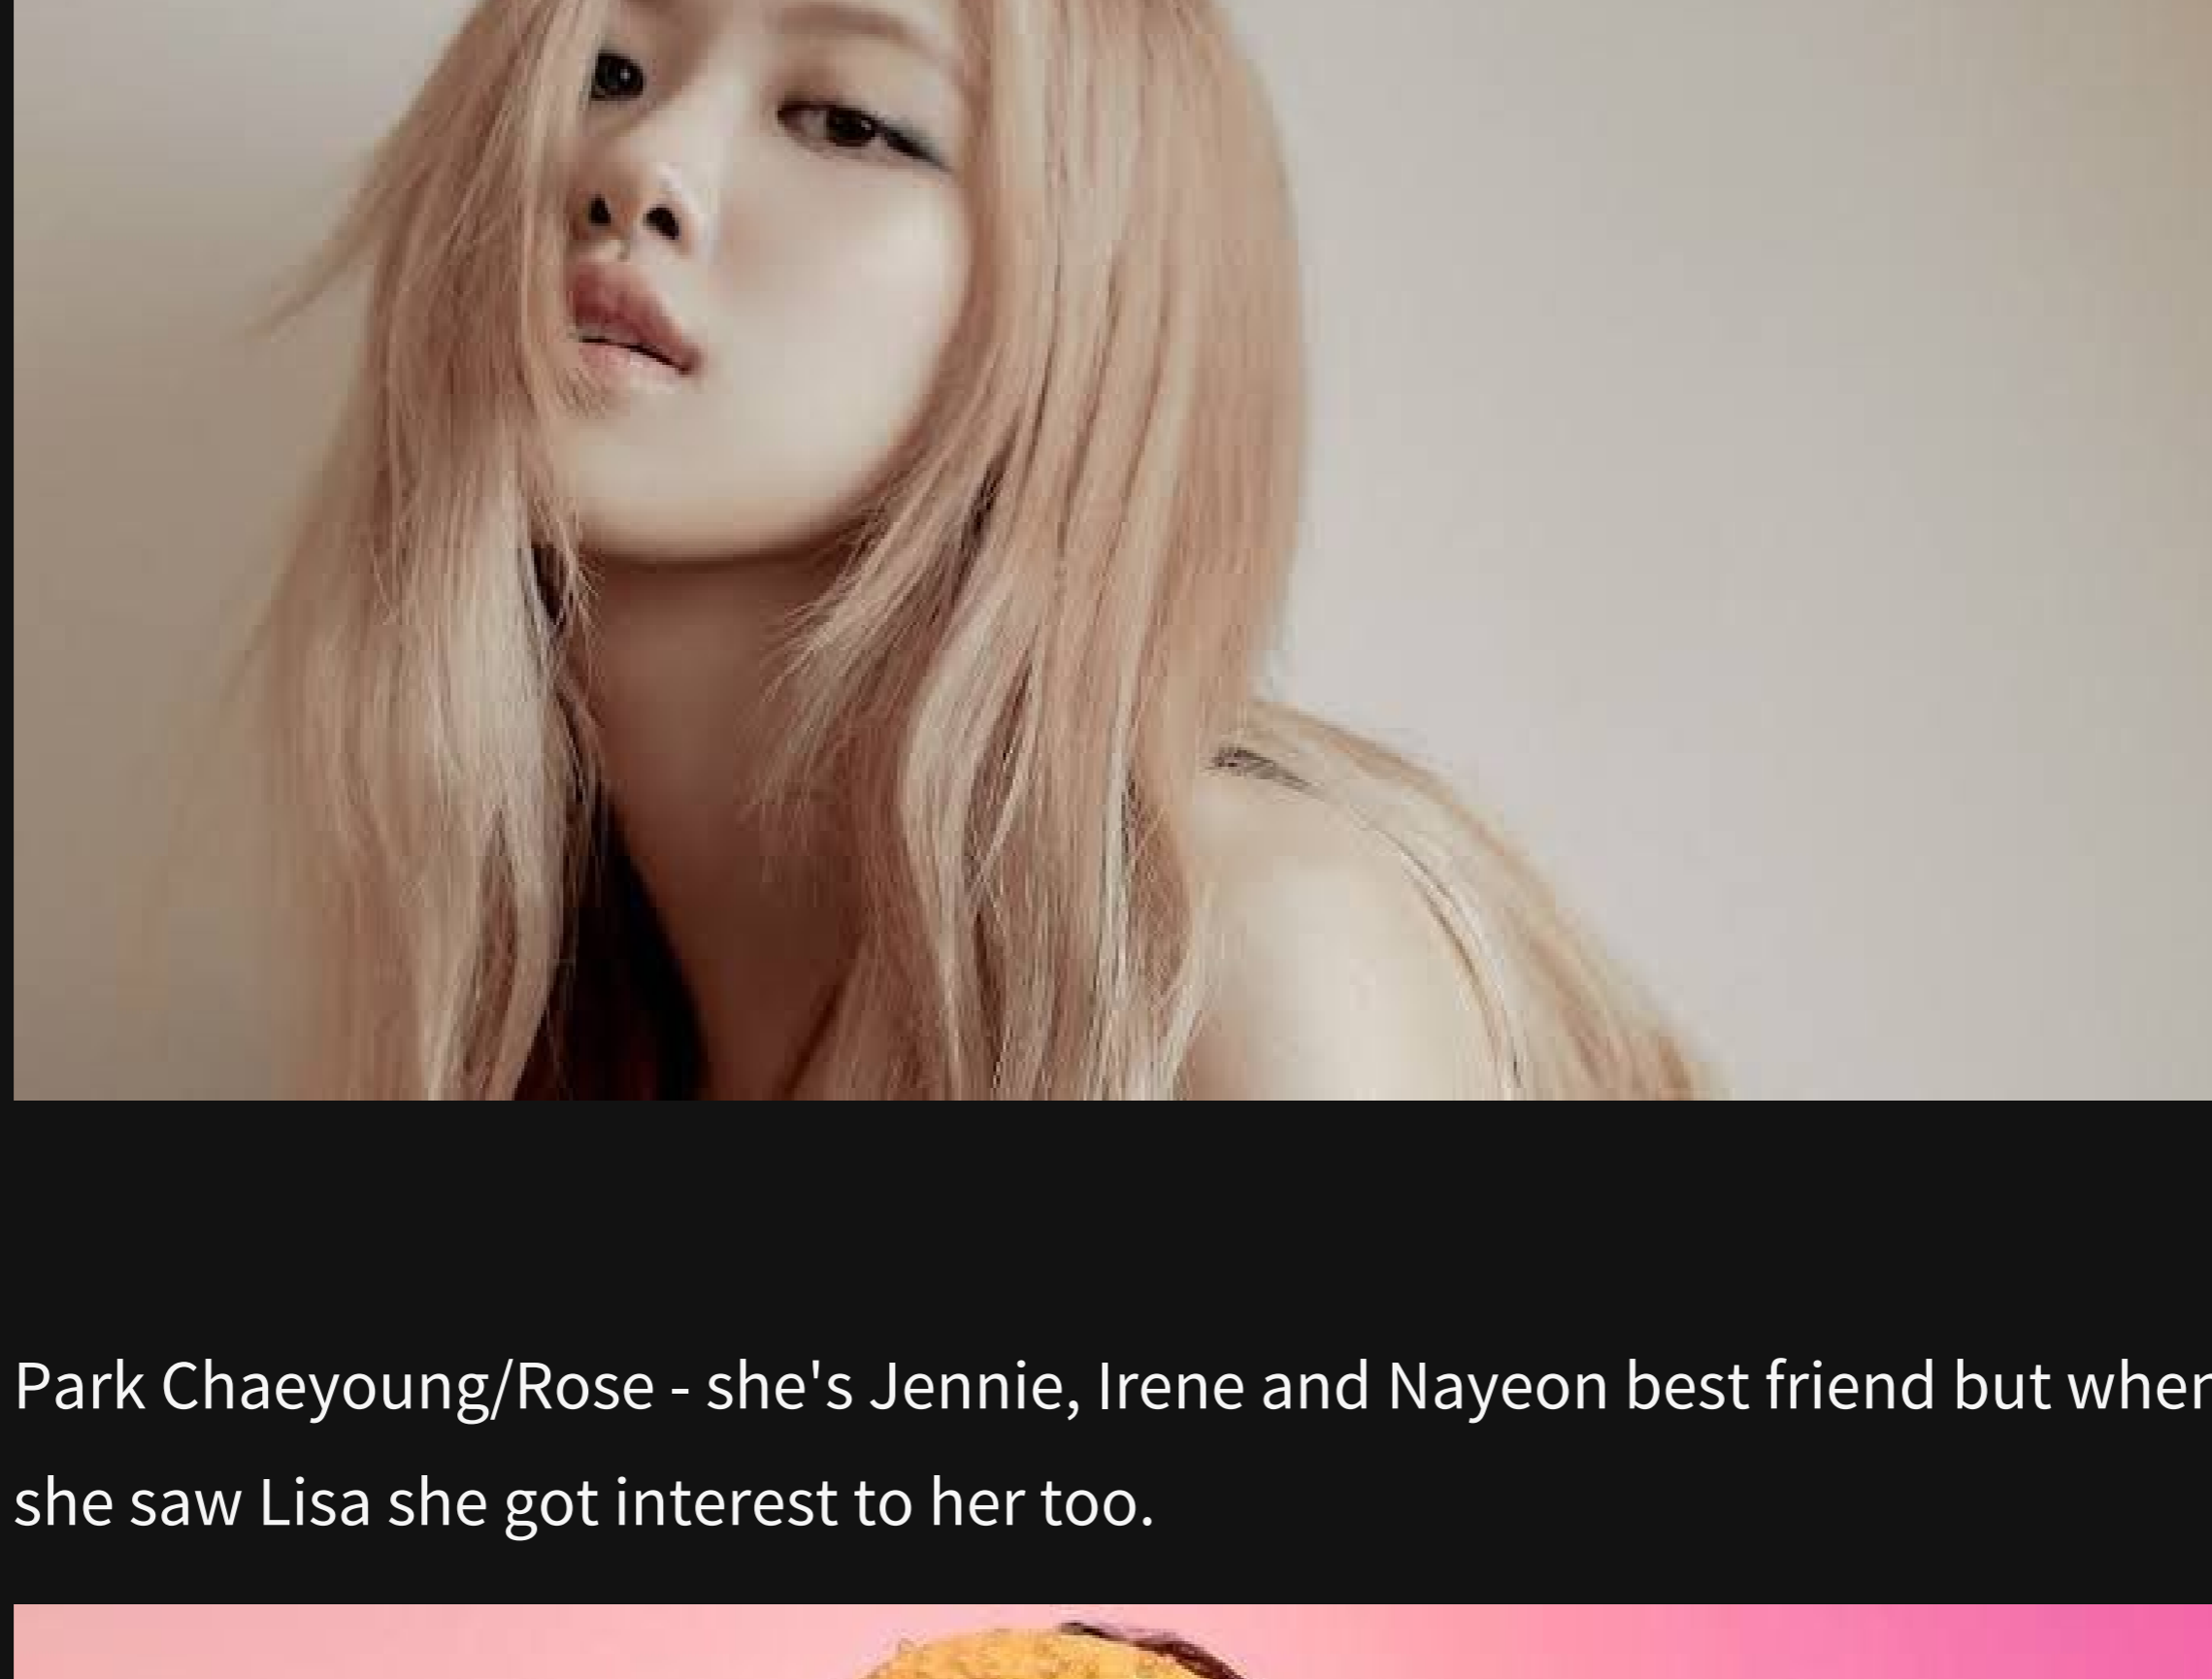 Park Chaeyoung/Rose - she's Jennie, Irene and Nayeon best friend but when
she saw Lisa she got interest to her too.